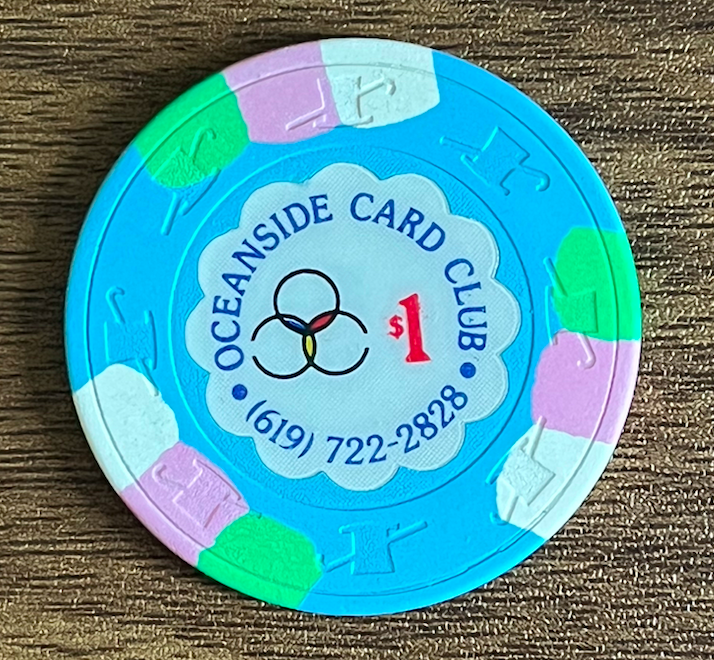 OCEANSIDE CARD CLUB
$1
(619) 722-2828